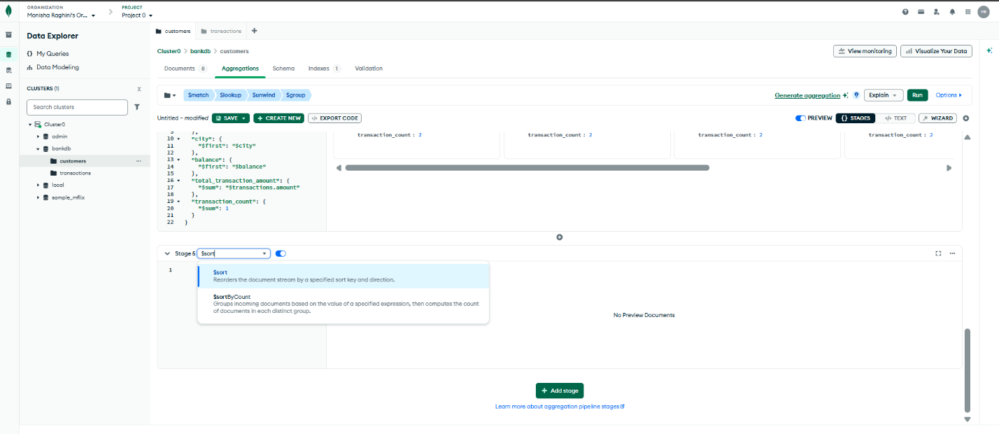 ORGANIZATION
Monisha Raghini's Or...
PROJECT
Project 0
MR
Data Explorer
My Queries
Data Modeling
CLUSTERS (1)
Search clusters
Cluster0
admin
bankdb
customers
transactions
local
sample_mflix
customers
transactions
Cluster0 > bankdb > customers
View monitoring
Visualize Your Data
Documents 8
Aggregations
Schema
Indexes 1
Validation
$match
$lookup
$unwind
$group
Generate aggregation
Explain
Run
Options
Untitled – modified
SAVE
+ CREATE NEW
</> EXPORT CODE
PREVIEW
{} STAGES
</> TEXT
WIZARD
9 },
10 "city": {
11 "$first": "$city"
12 },
13 "balance": {
14 "$first": "$balance"
15 },
16 "total_transaction_amount": {
17 "$sum": "$transactions.amount"
18 },
19 "transaction_count": {
20 "$sum": 1
21 }
22 }
transaction_count : 2
transaction_count : 2
transaction_count : 2
transaction_count : 2
Stage 5
$sort
1
$sort
Reorders the document stream by a specified sort key and direction.
$sortByCount
Groups incoming documents based on the value of a specified expression, then computes the count
of documents in each distinct group.
No Preview Documents
+ Add stage
Learn more about aggregation pipeline stages